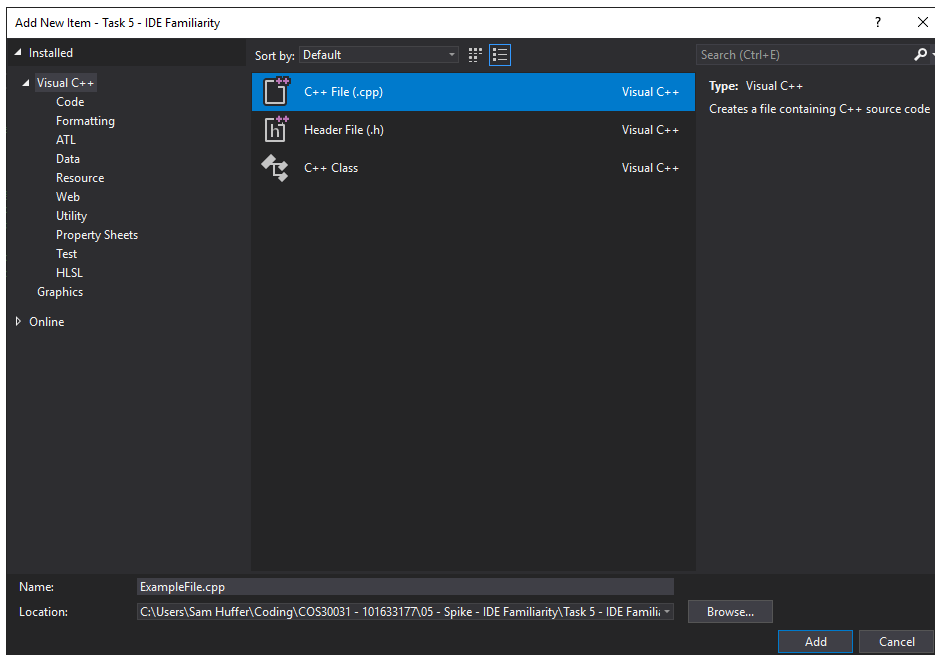 Add New Item - Task 5 - IDE Familiarity
?
Installed
Sort by: Default
Search (Ctrl+E)
Visual C++
Code
Formatting
ATL
Data
Resource
Web
Utility
Property Sheets
Test
HLSL
Graphics
Online
C++ File (.cpp) Visual C++
Header File (.h) Visual C++
C++ Class Visual C++
Type: Visual C++
Creates a file containing C++ source code
Name: ExampleFile.cpp
Location: C:\Users\Sam Huffer\Coding\COS30031 - 101633177\05 - Spike - IDE Familiarity\Task 5 - IDE Famili
Browse...
Add Cancel